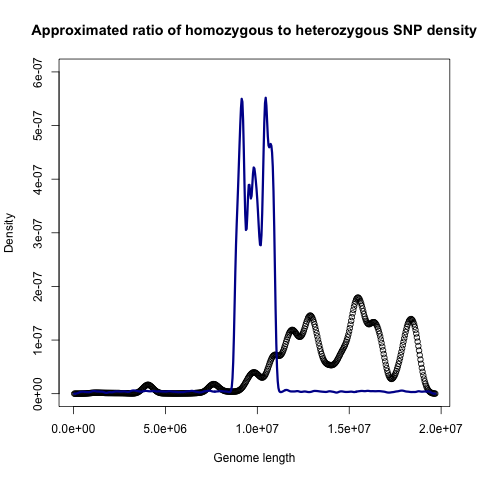 Approximated ratio of homozygous to heterozygous SNP density
6e-07
5e-07
4e-07
3e-07
2e-07
1e-07
0e+00
Density
0.0e+00 5.0e+06 1.0e+07 1.5e+07 2.0e+07
Genome length